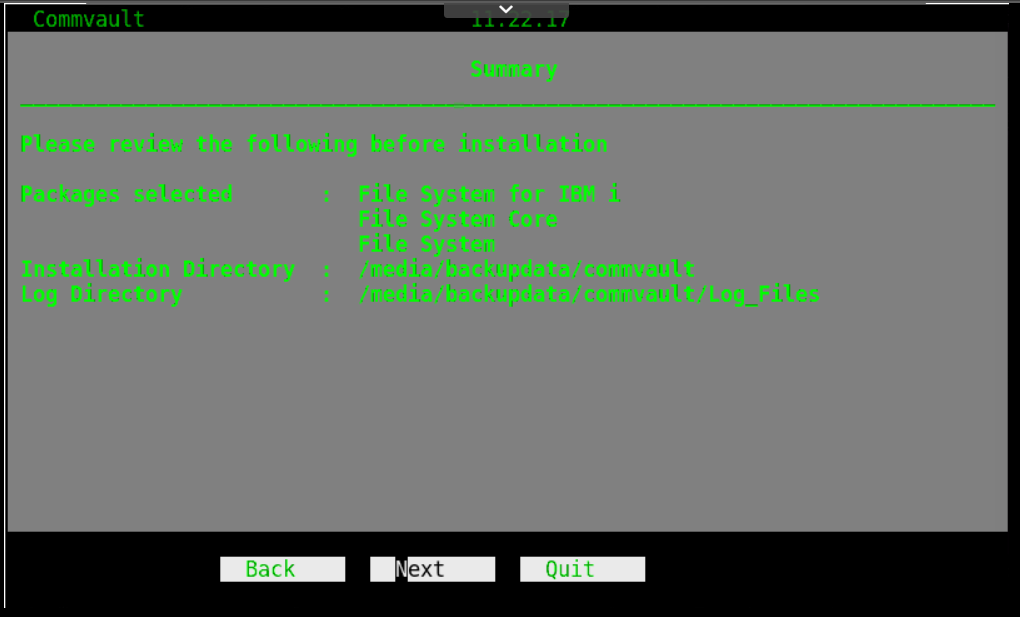 Commvault 11.22.17
Summary
Please review the following before installation
Packages selected : File System for IBM i
File System Core
File System
Installation Directory : /media/backupdata/commvault
Log Directory : /media/backupdata/commvault/Log_Files
Back Next Quit